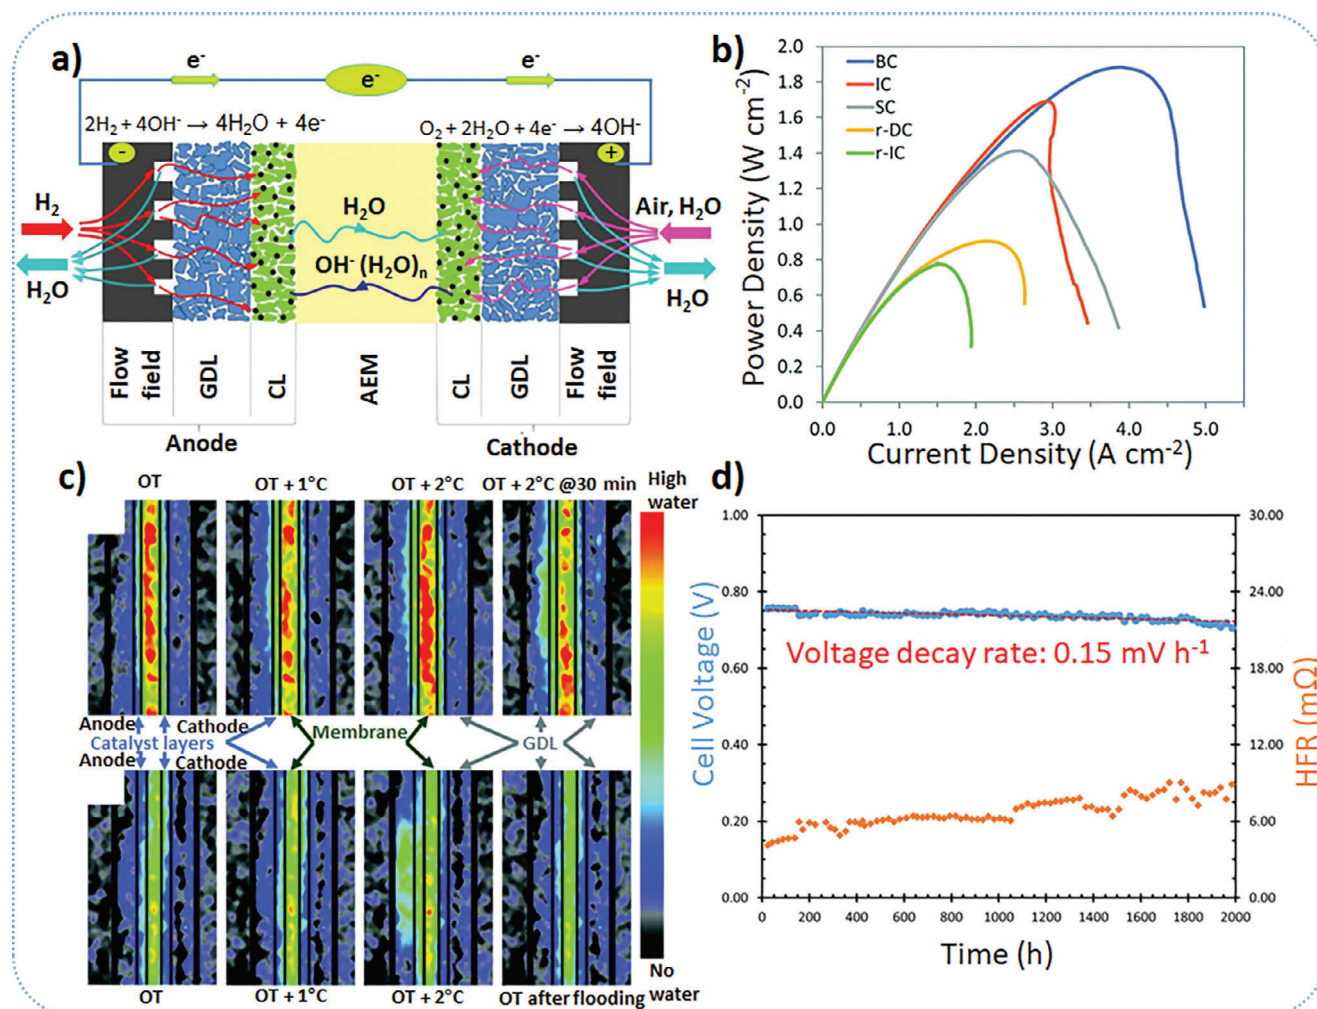 a)
e⁻
e⁻
e⁻
2H₂ + 4OH⁻ → 4H₂O + 4e⁻
O₂ + 2H₂O + 4e⁻ → 4OH⁻
-
+
H₂
H₂O
H₂O
OH⁻ (H₂O)ₙ
Air, H₂O
H₂O
Flow
field
GDL
CL
AEM
CL
GDL
Flow
field
Anode
Cathode
b)
Power Density (W cm⁻²)
2.0
1.8
1.6
1.4
1.2
1.0
0.8
0.6
0.4
0.2
0.0
BC
IC
SC
r-DC
r-IC
0.0
1.0
2.0
3.0
4.0
5.0
Current Density (A cm⁻²)
c)
OT
OT + 1°C
OT + 2°C
OT + 2°C @30 min
High
water
Anode
Cathode
Catalyst layers
Anode
Cathode
Membrane
GDL
OT
OT + 1°C
OT + 2°C
OT after flooding
No
water
d)
Cell Voltage (V)
1.00
0.80
0.60
0.40
0.20
0.00
Voltage decay rate: 0.15 mV h⁻¹
30.00
24.00
18.00
12.00
6.00
0.00
HFR (mΩ)
0
200
400
600
800
1000
1200
1400
1600
1800
2000
Time (h)